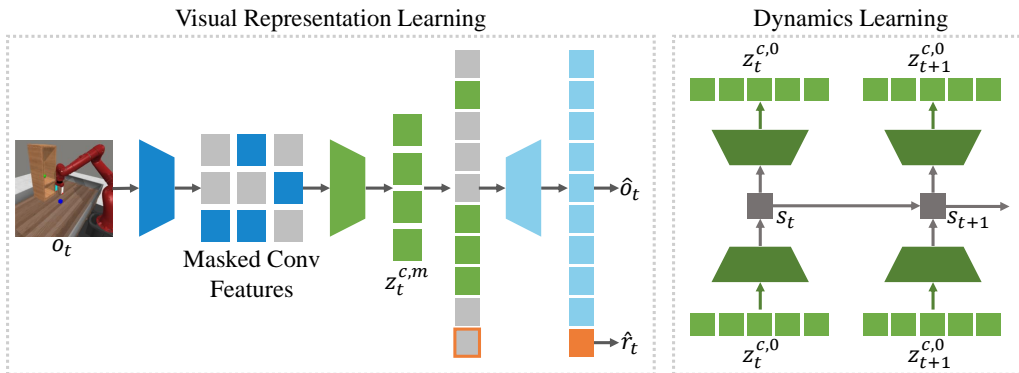 Visual Representation Learning
Dynamics Learning
o_t
Masked Conv
Features
z_t^{c,m}
ô_t
r̂_t
z_t^{c,0}
z_{t+1}^{c,0}
s_t
s_{t+1}
z_t^{c,0}
z_{t+1}^{c,0}